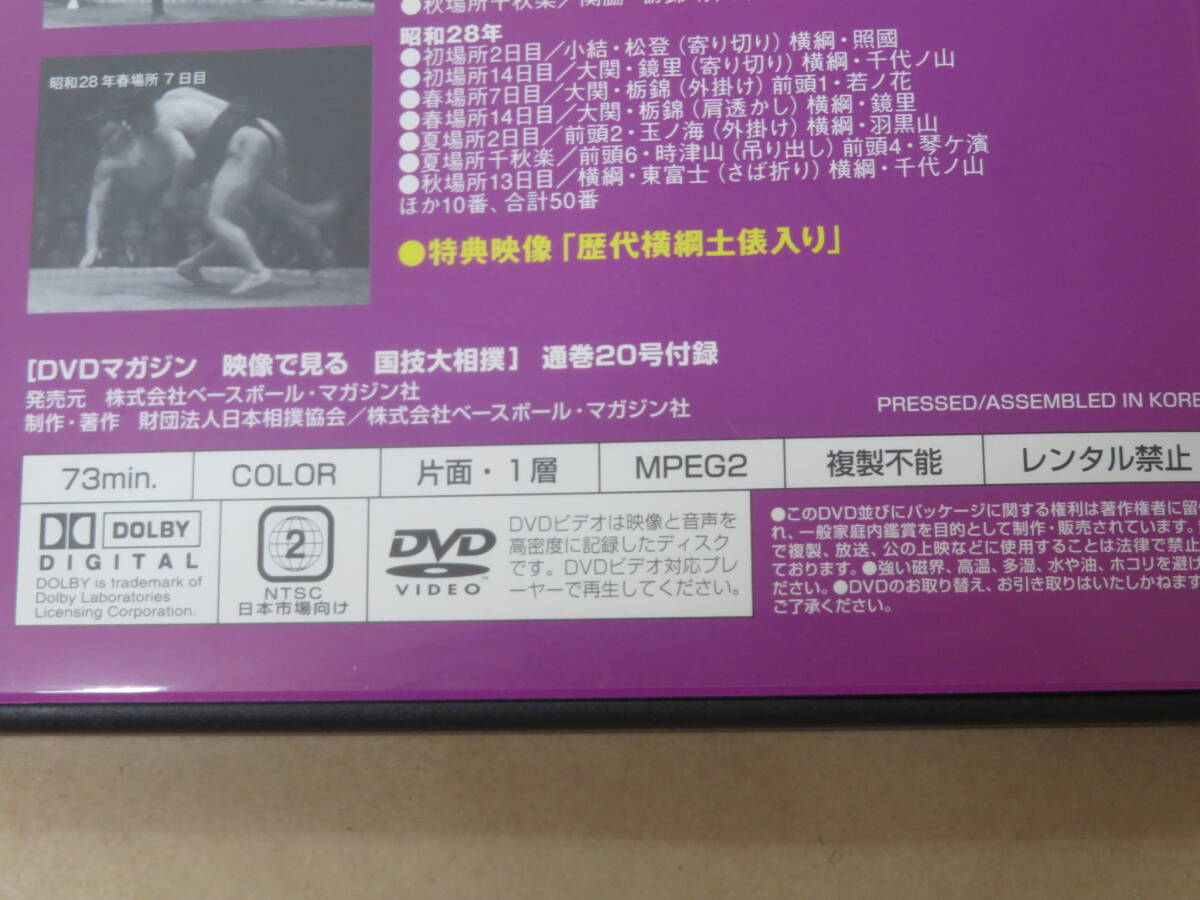 ●秋場所千秋楽／関脇・栃錦
昭和28年
●初場所2日目／小結・松登（寄り切り）横綱・照國
●初場所14日目／大関・鏡里（寄り切り）横綱・千代ノ山
●春場所7日目／大関・栃錦（外掛け）前頭1・若ノ花
●春場所14日目／大関・栃錦（肩透かし）横綱・鏡里
●夏場所2日目／前頭2・玉ノ海（外掛け）横綱・羽黒山
●夏場所千秋楽／前頭6・時津山（吊り出し）前頭4・琴ケ濱
●秋場所13日目／横綱・東富士（さば折り）横綱・千代ノ山
ほか10番、合計50番
●特典映像「歴代横綱土俵入り」
昭和28年春場所 7日目
［DVDマガジン　映像で見る　国技大相撲］　通巻20号付録
発売元　株式会社ベースボール・マガジン社
制作・著作　財団法人日本相撲協会／株式会社ベースボール・マガジン社
PRESSED/ASSEMBLED IN KORE
73min. COLOR 片面・1層 MPEG2 複製不能 レンタル禁止
DOLBY
DIGITAL
DOLBY is trademark of
Dolby Laboratories
Licensing Corporation.
2
NTSC
日本市場向け
DVD
VIDEO
DVDビデオは映像と音声を
高密度に記録したディスク
です。DVDビデオ対応プレ
ーヤーで再生してください。
●このDVD並びにパッケージに関する権利は著作権者に留
れ、一般家庭内鑑賞を目的として制作・販売されています。
で複製、放送、公の上映などに使用することは法律で禁止
ております。●強い磁界、高温、多湿、水や油、ホコリを避け
ださい。●DVDのお取り替え、お引き取りはいたしかねます
ご了承ください。